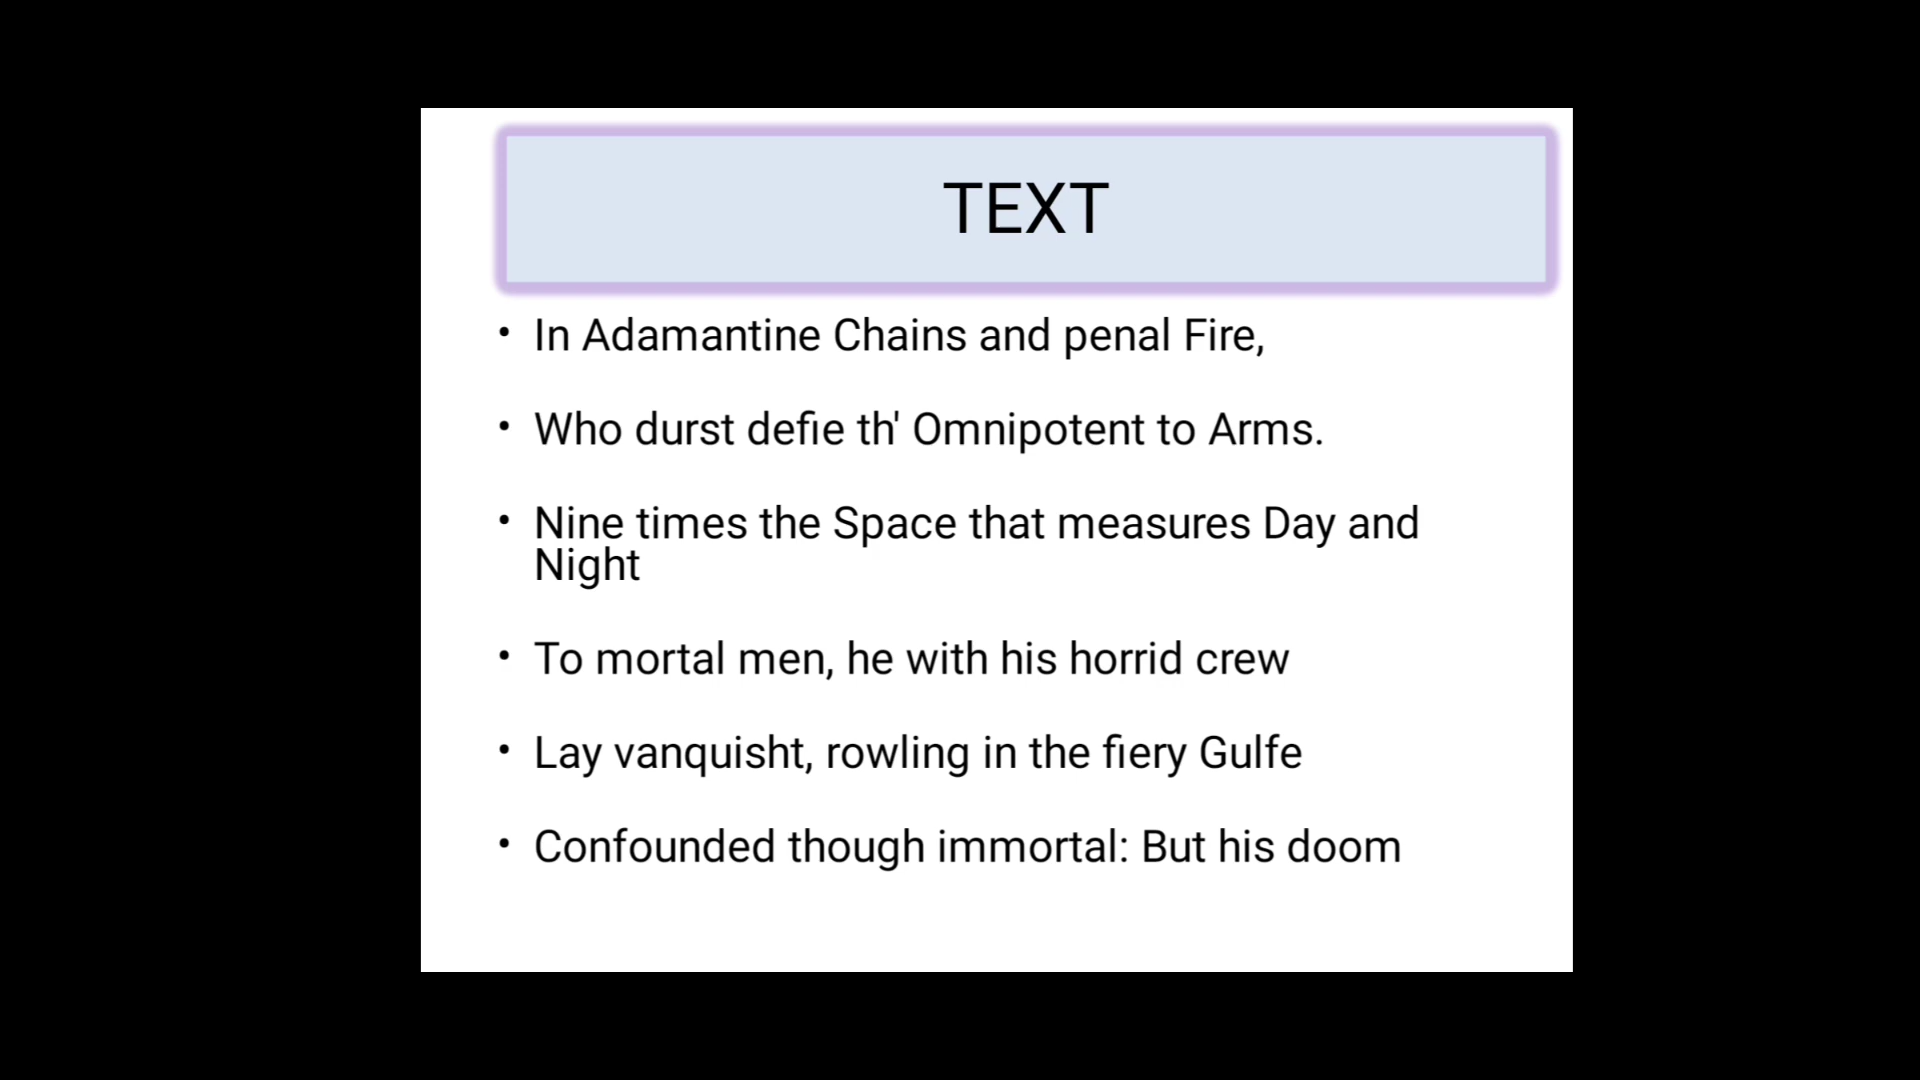 TEXT
• In Adamantine Chains and penal Fire,
• Who durst defie th' Omnipotent to Arms.
• Nine times the Space that measures Day and
Night
• To mortal men, he with his horrid crew
• Lay vanquisht, rowling in the fiery Gulfe
• Confounded though immortal: But his doom